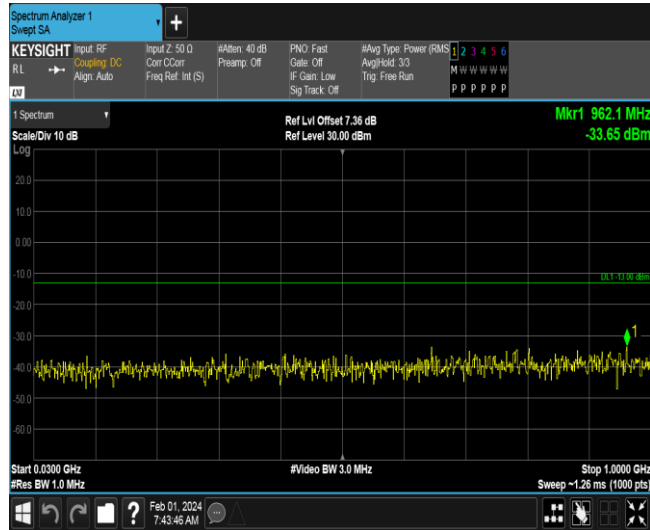 Spectrum Analyzer 1
Swept SA
KEYSIGHT Input: RF Input Z: 50 Ω #Atten: 40 dB PNO: Fast #Avg Type: Power (RMS 1 2 3 4 5 6
RL Coupling: DC Corr CCorr Preamp: Off Gate: Off Avg|Hold: 3/3 M W W W W W
Align: Auto Freq Ref: Int (S) IF Gain: Low Trig: Free Run
LXI Sig Track: Off P P P P P P
1 Spectrum Ref Lvl Offset 7.36 dB Mkr1 962.1 MHz
Scale/Div 10 dB Ref Level 30.00 dBm -33.65 dBm
Log
20.0
10.0
0.00
DL1 -13.00 dBm
-10.0
-20.0
-30.0
1
-40.0
-50.0
-60.0
Start 0.0300 GHz #Video BW 3.0 MHz Stop 1.0000 GHz
#Res BW 1.0 MHz Sweep ~1.26 ms (1000 pts)
? Feb 01, 2024
7:43:46 AM